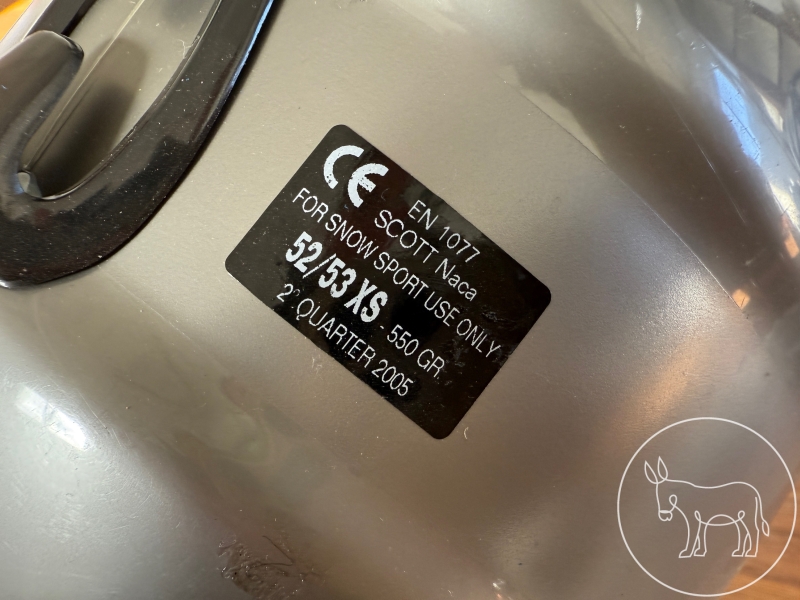 CE EN 1077
SCOTT Naca
FOR SNOW SPORT USE ONLY
52/53 XS - 550 GR.
2° QUARTER 2005